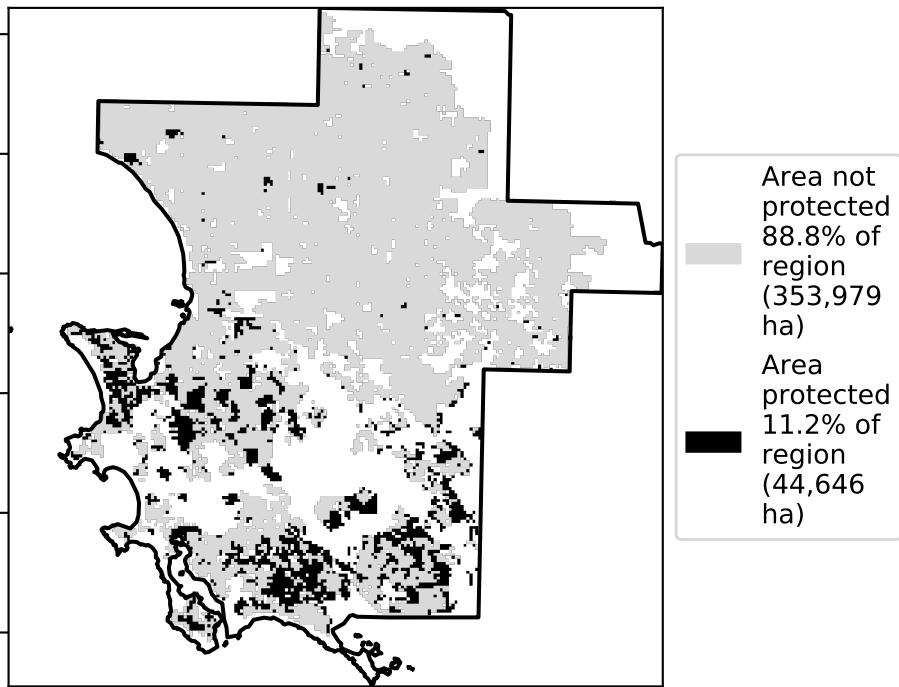 Area not
protected
88.8% of
region
(353,979
ha)
Area
protected
11.2% of
region
(44,646
ha)